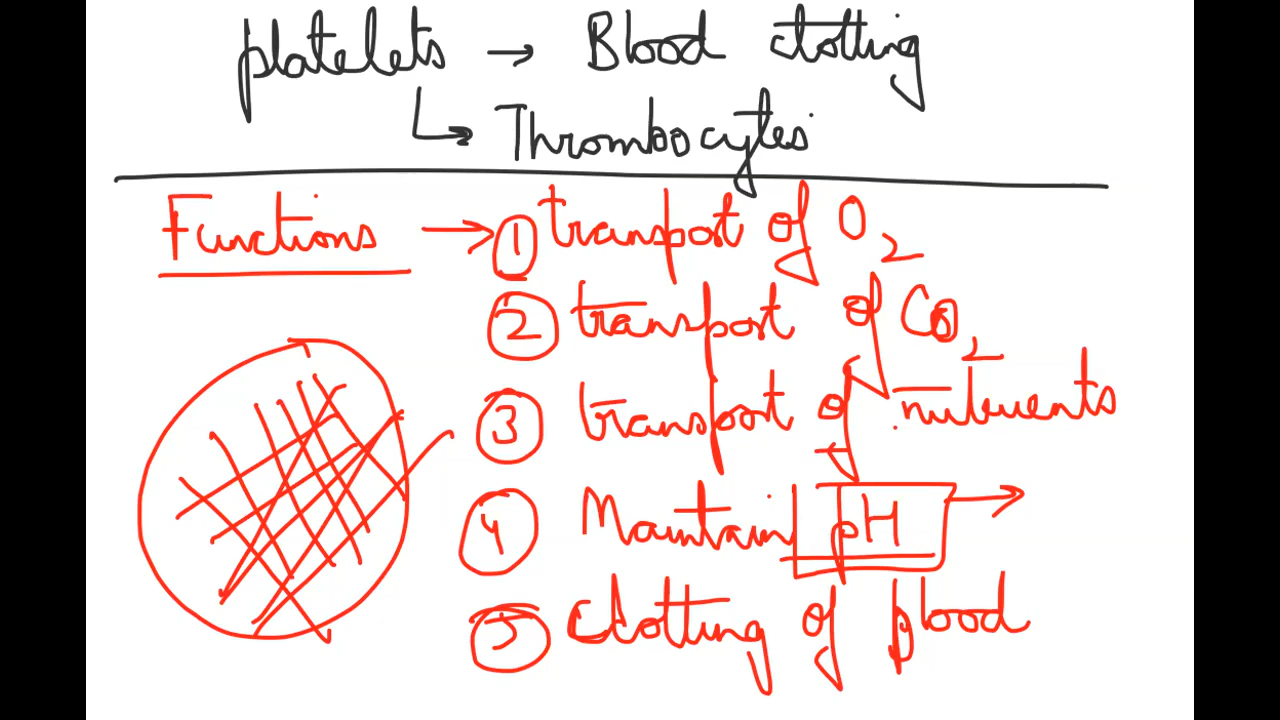 platelets → Blood clotting
↳ Thrombocytes
Functions → ① transport of O₂
② transport of CO₂
③ transport of nutruents
④ Maintain pH →
⑤ clotting of blood